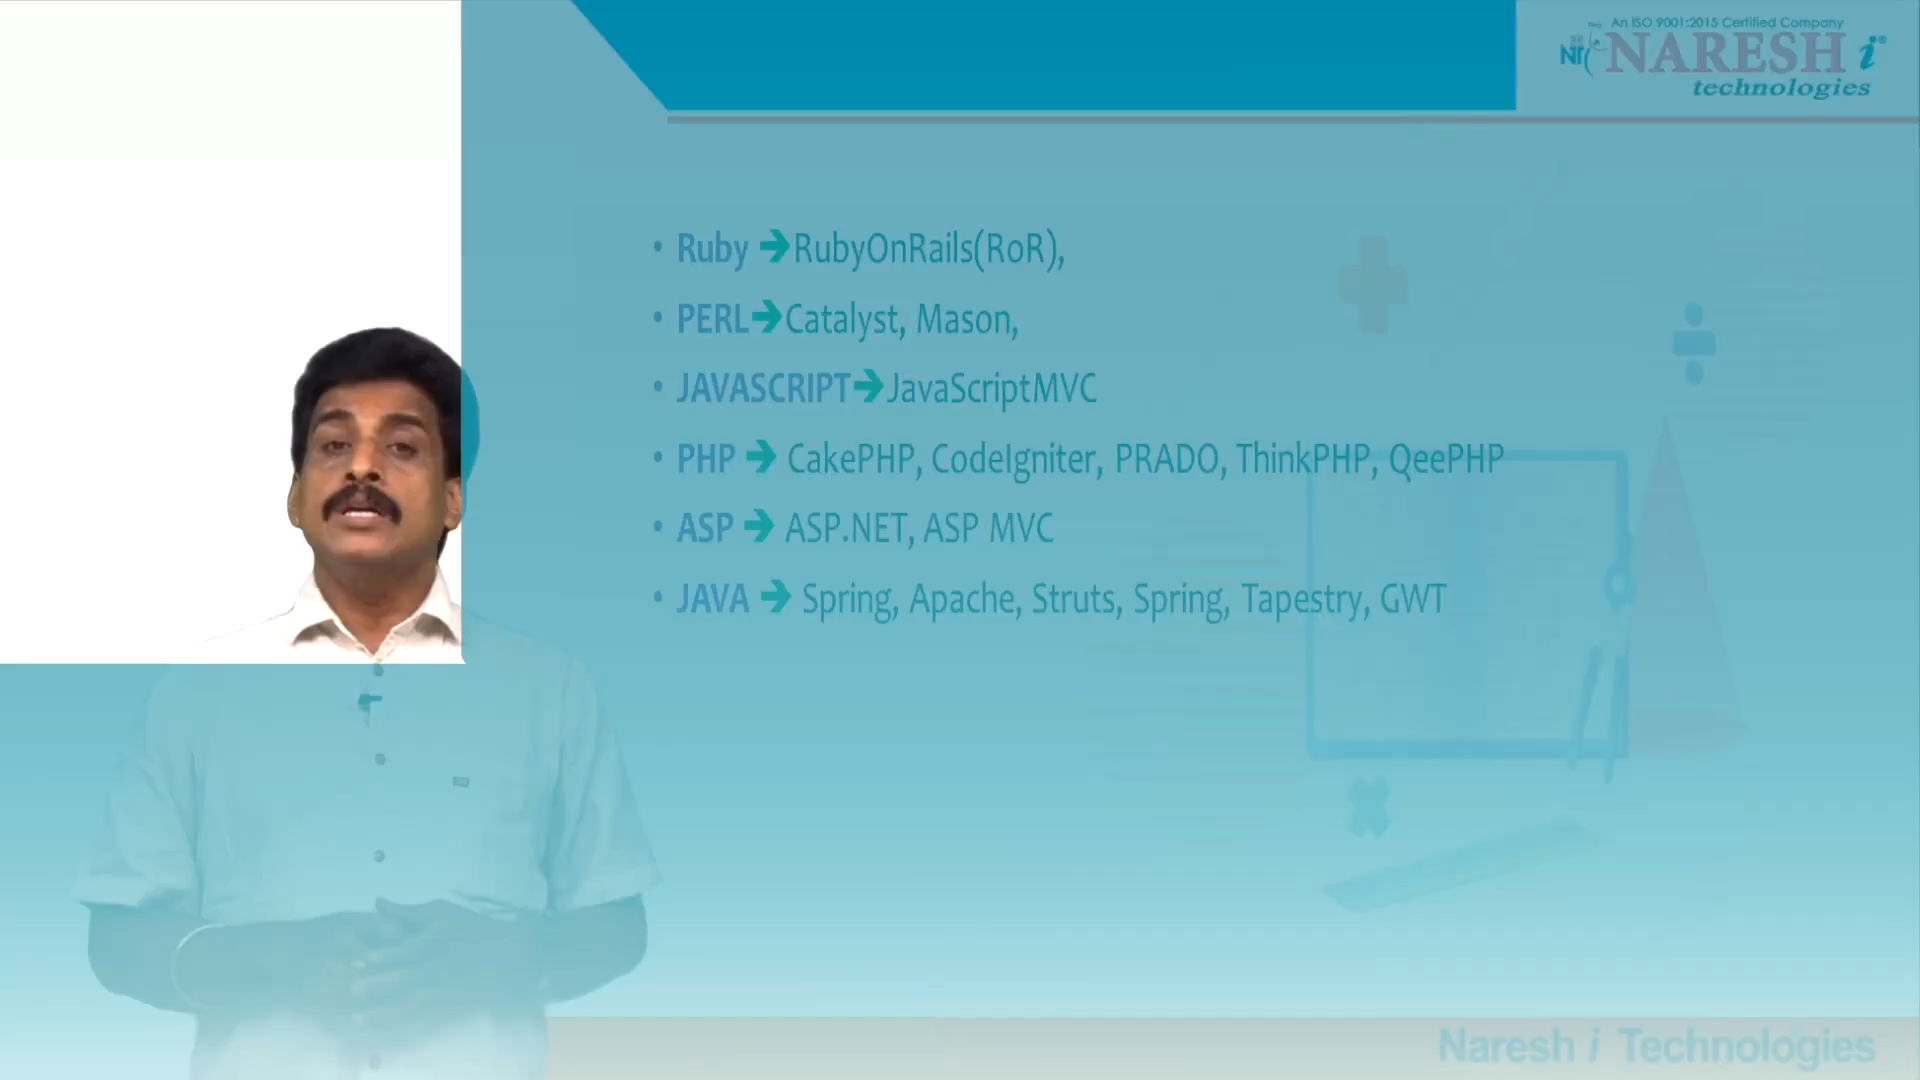 An ISO 9001:2015 Certified Company
NARESH i
technologies
• Ruby ➔RubyOnRails(RoR),
• PERL➔Catalyst, Mason,
• JAVASCRIPT➔JavaScriptMVC
• PHP ➔ CakePHP, CodeIgniter, PRADO, ThinkPHP, QeePHP
• ASP ➔ ASP.NET, ASP MVC
• JAVA ➔ Spring, Apache, Struts, Spring, Tapestry, GWT
Naresh i Technologies